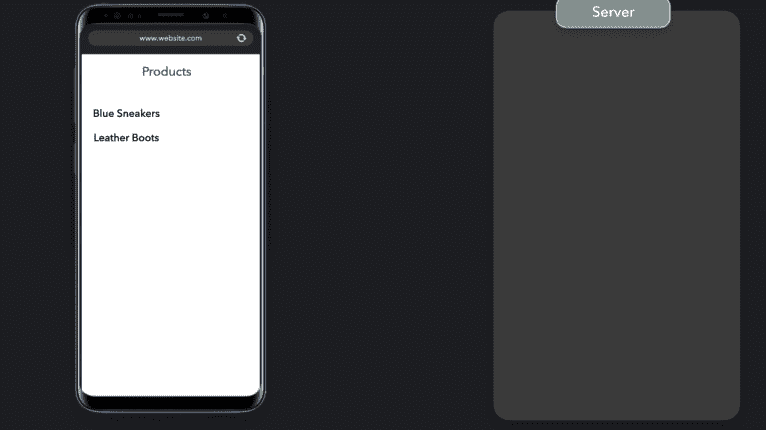 Server
www.website.com
Products
Blue Sneakers
Leather Boots